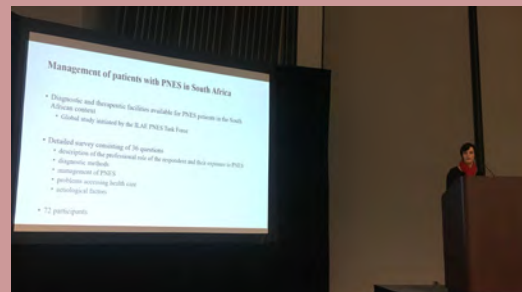 Management of patients with PNES in South Africa
• Diagnostic and therapeutic facilities available for PNES patients in the South
African context
• Global study initiated by the ILAE PNES Task Force
• Detailed survey consisting of 36 questions
• description of the professional role of the responders and their exposure to PNES
• diagnostic methods
• management of PNES
• problems accessing health care
• aetiological factors
• 72 participants